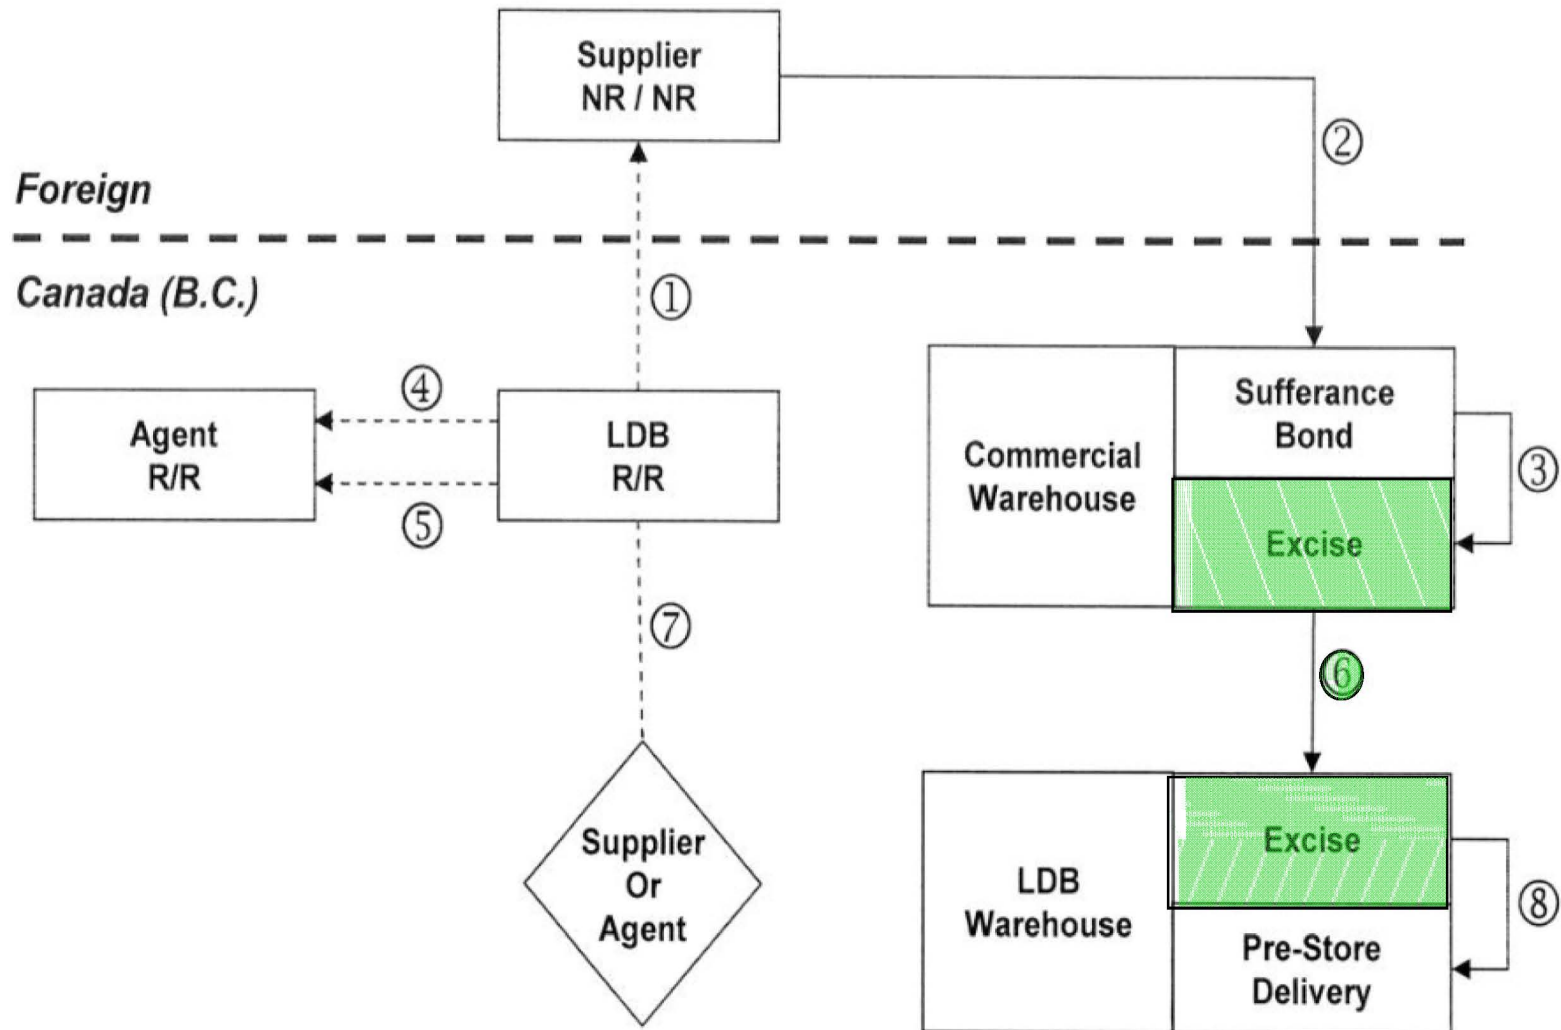 Supplier
NR / NR
②
Foreign
①
Canada (B.C.)
④
Agent
R/R
LDB
R/R
⑤
Commercial
Warehouse
Sufferance
Bond
③
Excise
⑦
⑥
Supplier
Or
Agent
LDB
Warehouse
Excise
⑧
Pre-Store
Delivery